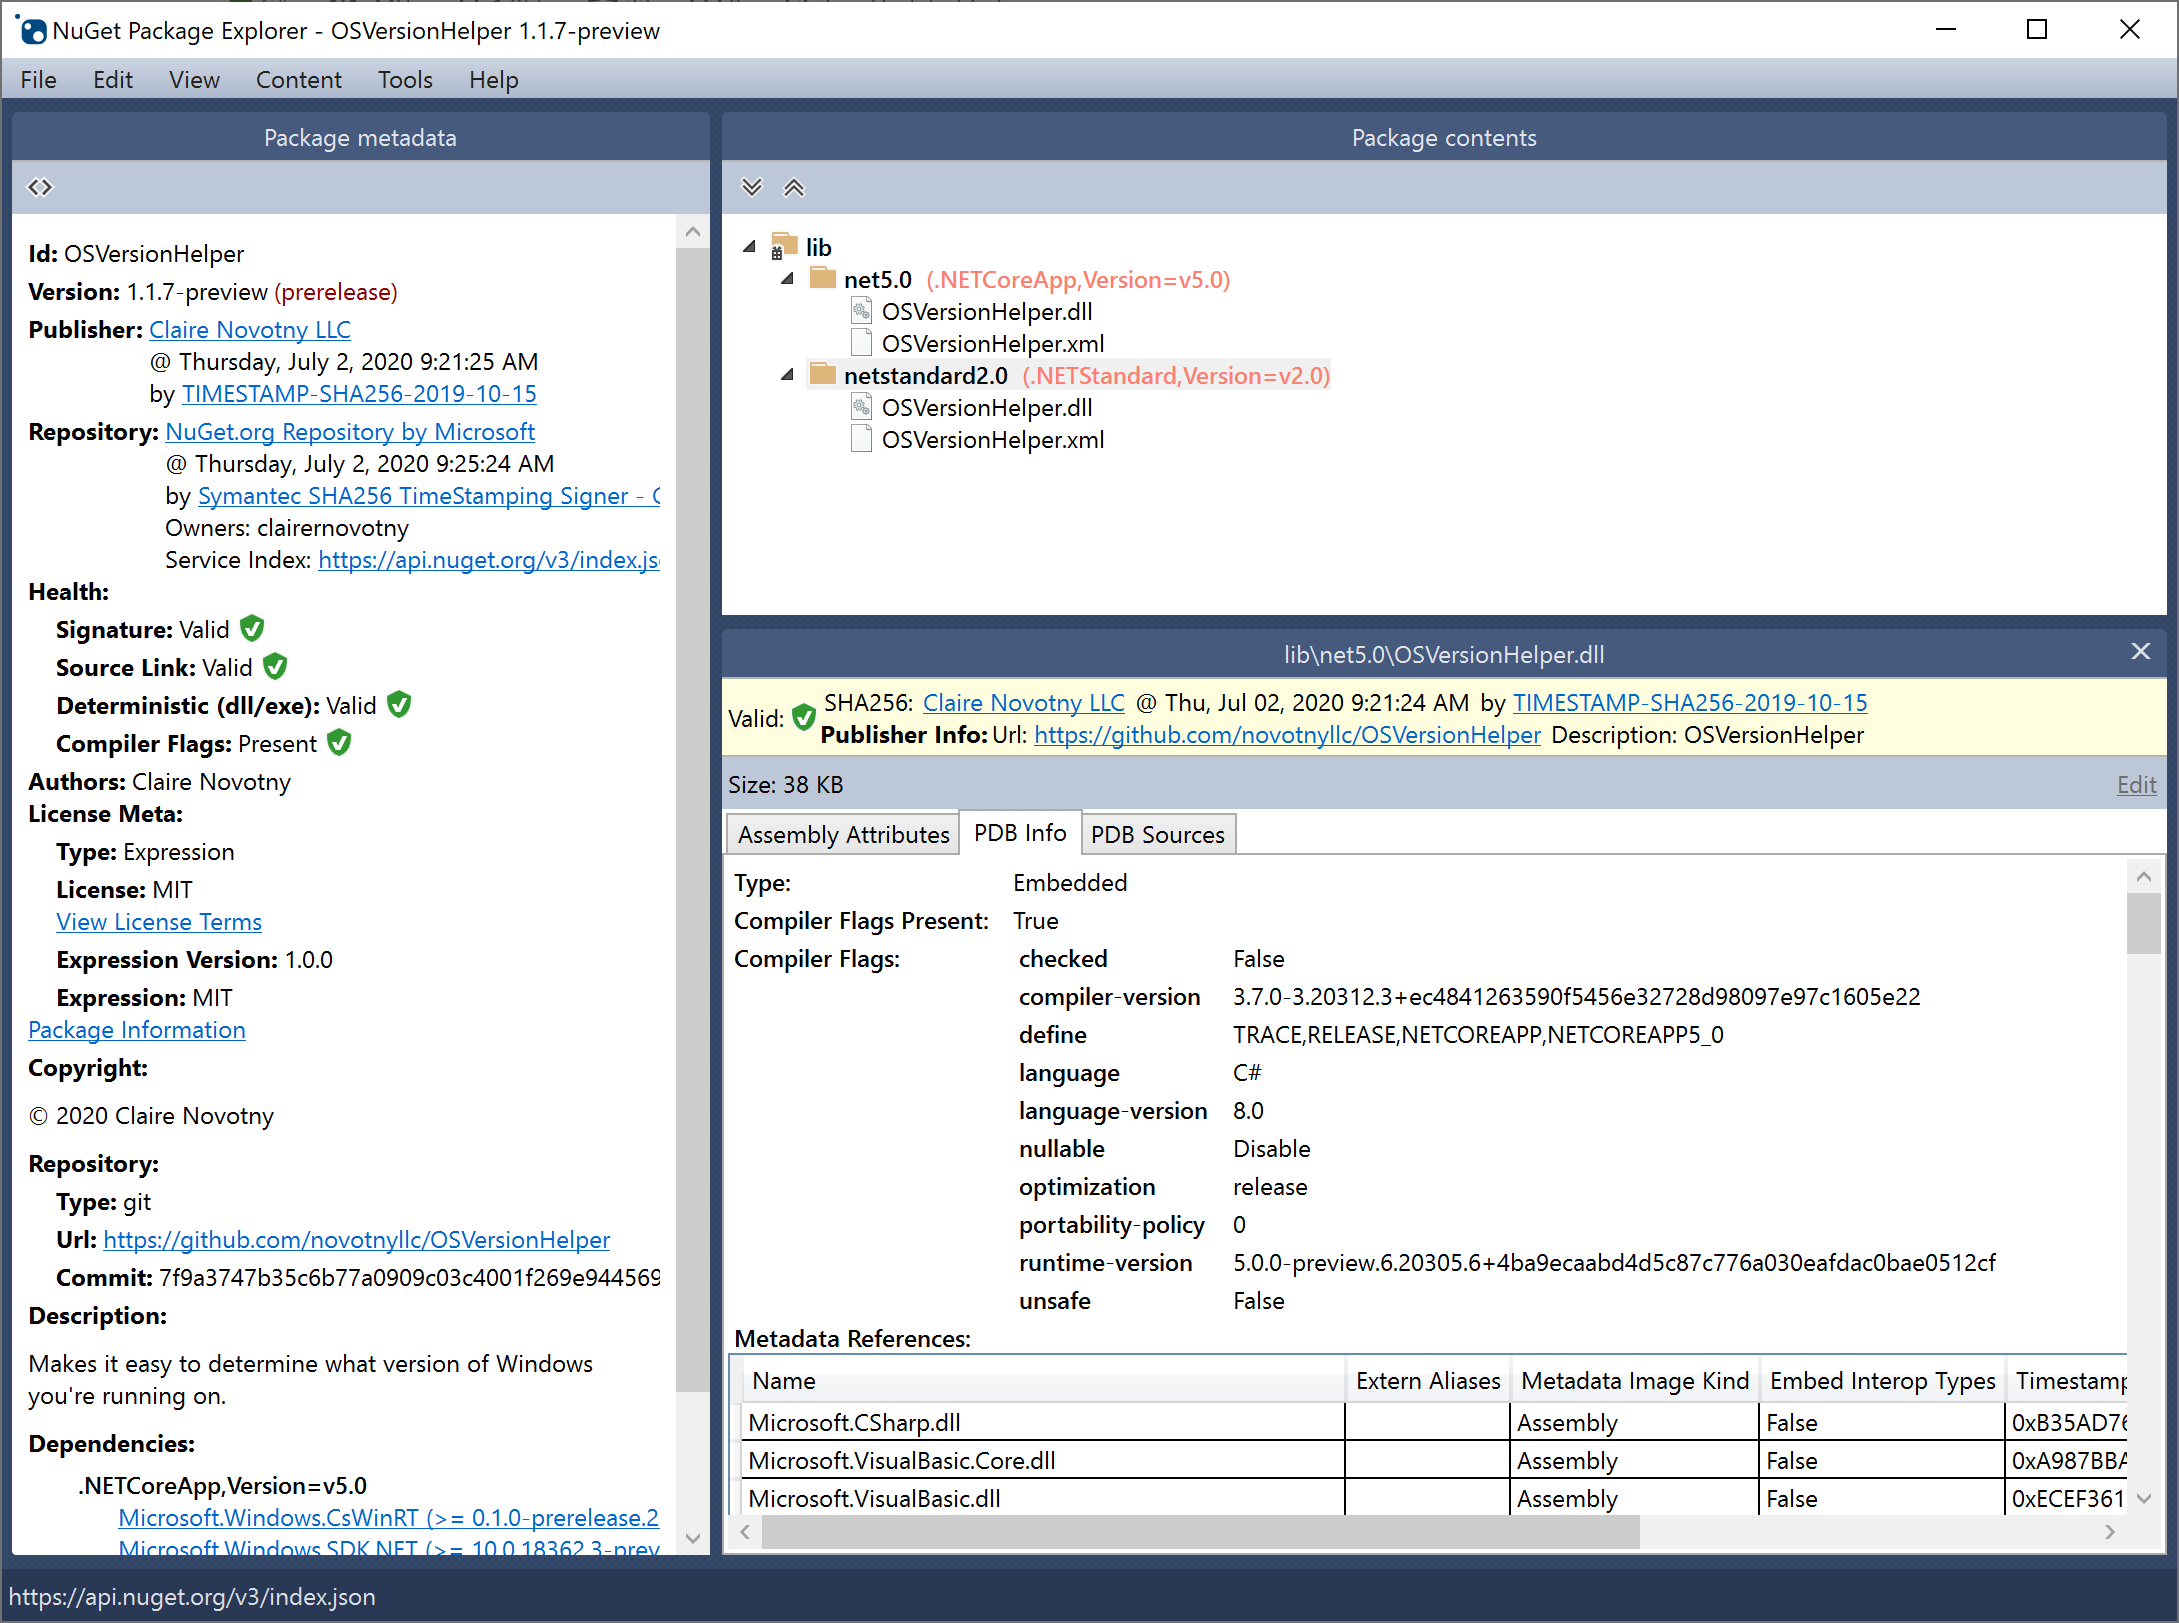 NuGet Package Explorer - OSVersionHelper 1.1.7-preview
File Edit View Content Tools Help
Package metadata
Id: OSVersionHelper
Version: 1.1.7-preview (prerelease)
Publisher: Claire Novotny LLC
@ Thursday, July 2, 2020 9:21:25 AM
by TIMESTAMP-SHA256-2019-10-15
Repository: NuGet.org Repository by Microsoft
@ Thursday, July 2, 2020 9:25:24 AM
by Symantec SHA256 TimeStamping Signer -
Owners: clairernovotny
Service Index: https://api.nuget.org/v3/index.js
Health:
Signature: Valid
Source Link: Valid
Deterministic (dll/exe): Valid
Compiler Flags: Present
Authors: Claire Novotny
License Meta:
Type: Expression
License: MIT
View License Terms
Expression Version: 1.0.0
Expression: MIT
Package Information
Copyright:
© 2020 Claire Novotny
Repository:
Type: git
Url: https://github.com/novotnyllc/OSVersionHelper
Commit: 7f9a3747b35c6b77a0909c03c4001f269e944569
Description:
Makes it easy to determine what version of Windows
you're running on.
Dependencies:
.NETCoreApp,Version=v5.0
Microsoft.Windows.CsWinRT (>= 0.1.0-prerelease.2
Microsoft.Windows.SDK.NET (>= 10.0.18362.3-prev
Package contents
lib
net5.0 (.NETCoreApp,Version=v5.0)
OSVersionHelper.dll
OSVersionHelper.xml
netstandard2.0 (.NETStandard,Version=v2.0)
OSVersionHelper.dll
OSVersionHelper.xml
lib\net5.0\OSVersionHelper.dll
Valid: SHA256: Claire Novotny LLC @ Thu, Jul 02, 2020 9:21:24 AM by TIMESTAMP-SHA256-2019-10-15
Publisher Info: Url: https://github.com/novotnyllc/OSVersionHelper Description: OSVersionHelper
Size: 38 KB Edit
Assembly Attributes PDB Info PDB Sources
Type: Embedded
Compiler Flags Present: True
Compiler Flags: checked False
compiler-version 3.7.0-3.20312.3+ec4841263590f5456e32728d98097e97c1605e22
define TRACE,RELEASE,NETCOREAPP,NETCOREAPP5_0
language C#
language-version 8.0
nullable Disable
optimization release
portability-policy 0
runtime-version 5.0.0-preview.6.20305.6+4ba9ecaabd4d5c87c776a030eafdac0bae0512cf
unsafe False
Metadata References:
Name Extern Aliases Metadata Image Kind Embed Interop Types Timestamp
Microsoft.CSharp.dll Assembly False 0xB35AD76
Microsoft.VisualBasic.Core.dll Assembly False 0xA987BBA
Microsoft.VisualBasic.dll Assembly False 0xECEF361
https://api.nuget.org/v3/index.json